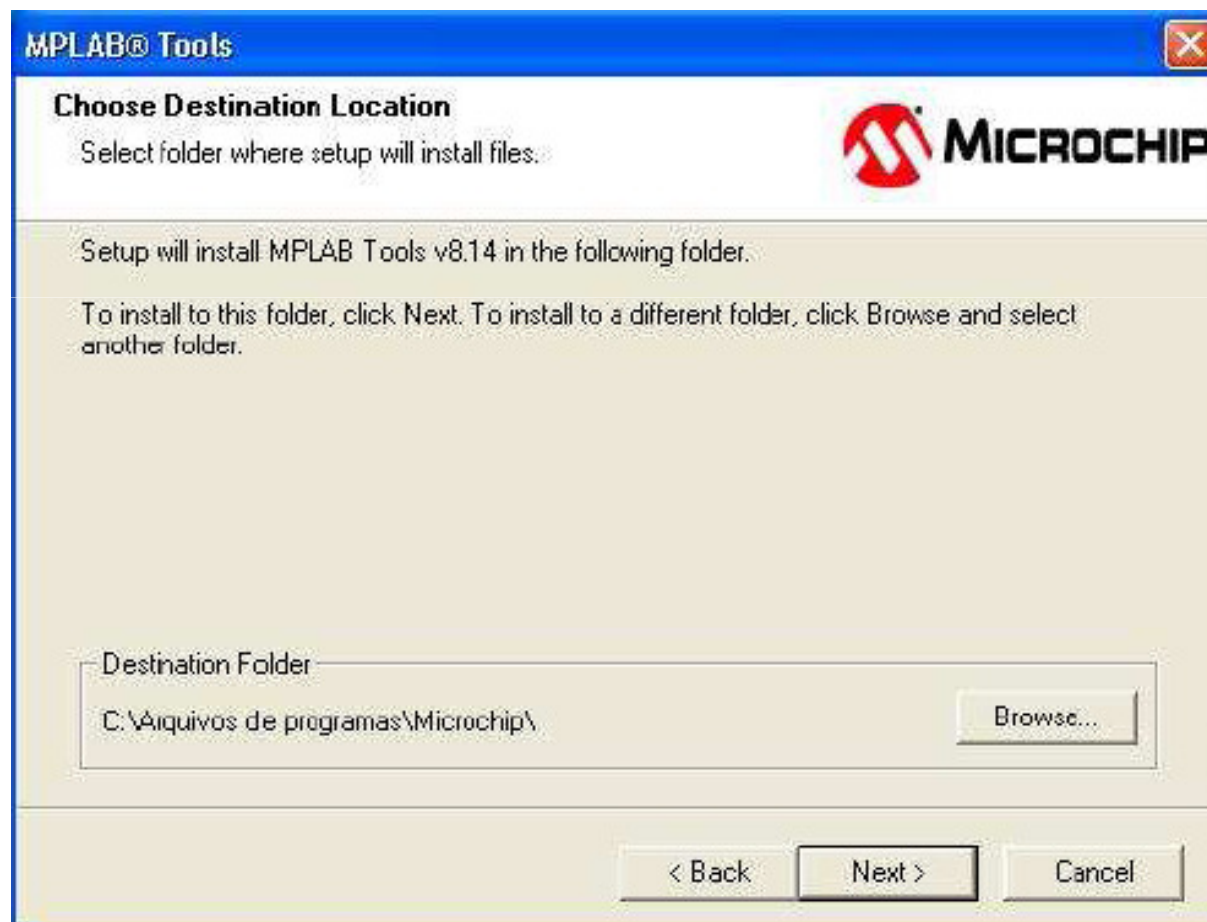 MPLAB® Tools
Choose Destination Location
Select folder where setup will install files.
MICROCHIP
Setup will install MPLAB Tools v8.14 in the following folder.
To install to this folder, click Next. To install to a different folder, click Browse and select
another folder.
Destination Folder
C:\Arquivos de programas\Microchip\
Browse...
< Back
Next >
Cancel